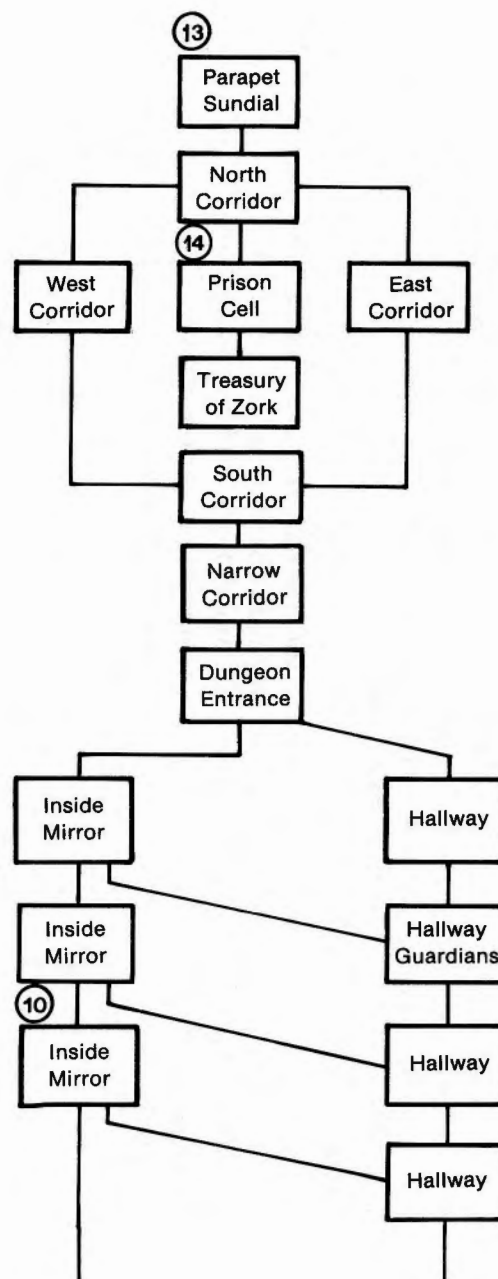 13
Parapet
Sundial
North
Corridor
14
West
Corridor
Prison
Cell
East
Corridor
Treasury
of Zork
South
Corridor
Narrow
Corridor
Dungeon
Entrance
Inside
Mirror
Hallway
Inside
Mirror
Hallway
Guardians
10
Inside
Mirror
Hallway
Hallway